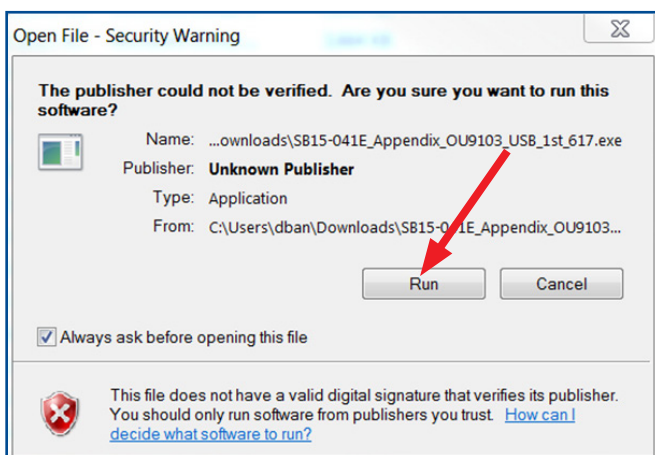 Open File - Security Warning
The publisher could not be verified. Are you sure you want to run this
software?
Name: ...ownloads\SB15-041E_Appendix_OU9103_USB_1st_617.exe
Publisher: Unknown Publisher
Type: Application
From: C:\Users\dban\Downloads\SB15-041E_Appendix_OU9103...
Run Cancel
Always ask before opening this file
This file does not have a valid digital signature that verifies its publisher.
You should only run software from publishers you trust. How can I
decide what software to run?